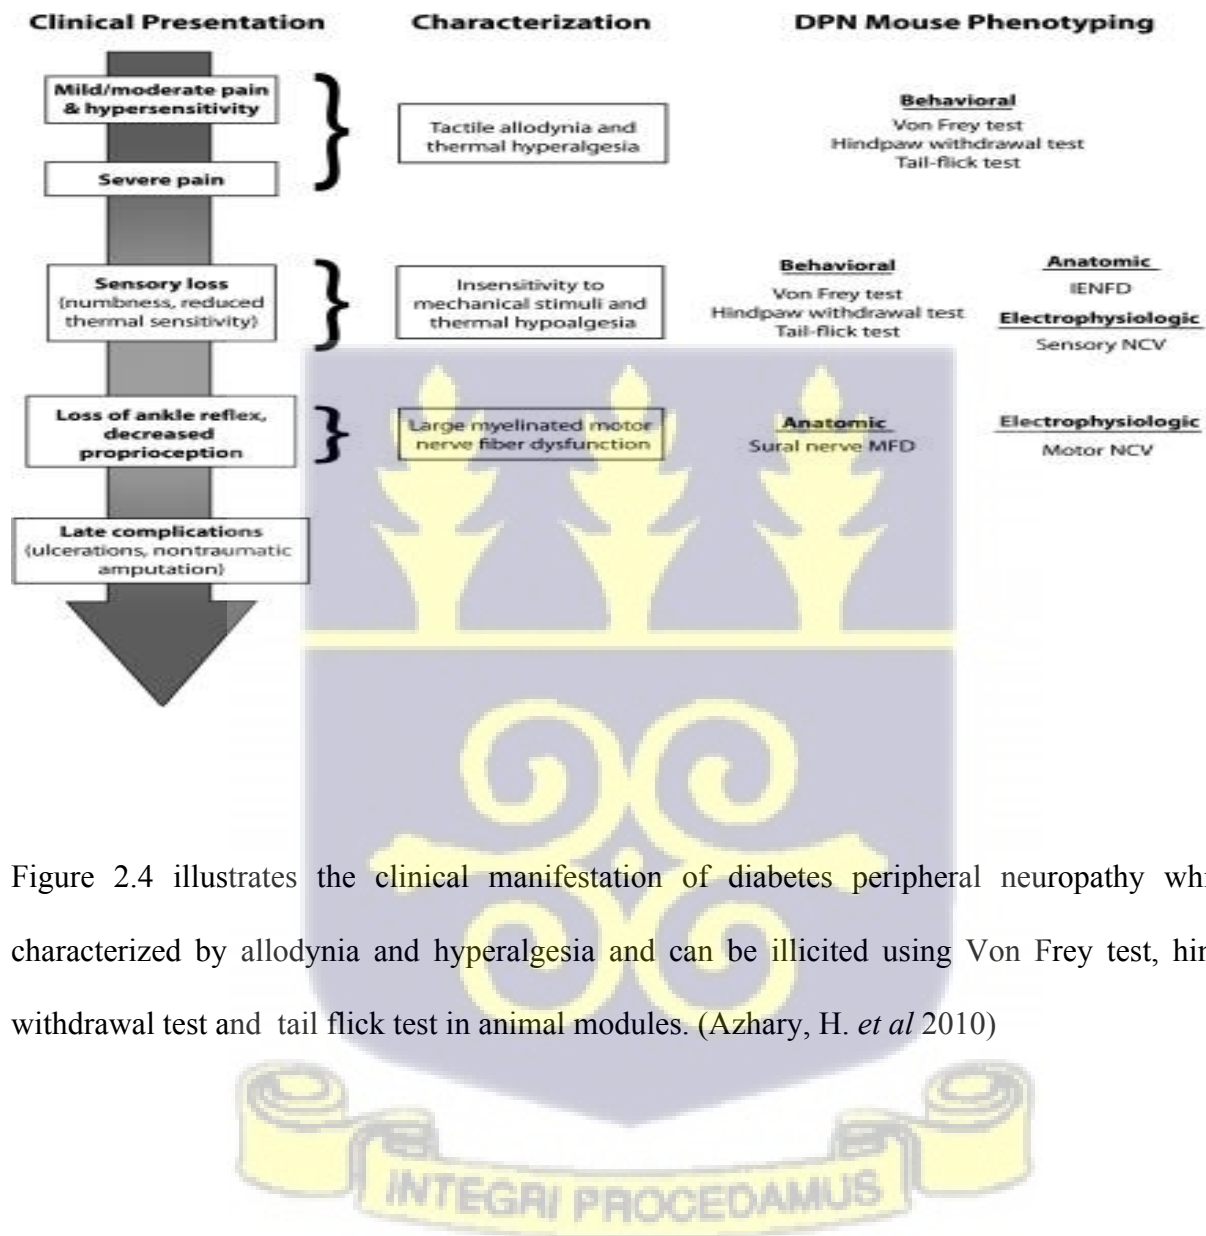 Clinical Presentation
Characterization
DPN Mouse Phenotyping
Mild/moderate pain
& hypersensitivity
Severe pain
Tactile allodynia and
thermal hyperalgesia
Behavioral
Von Frey test
Hindpaw withdrawal test
Tail-flick test
Sensory loss
(numbness, reduced
thermal sensitivity)
Insensitivity to
mechanical stimuli and
thermal hypoalgesia
Behavioral
Von Frey test
Hindpaw withdrawal test
Tail-flick test
Anatomic
IENFD
Electrophysiologic
Sensory NCV
Loss of ankle reflex,
decreased
proprioception
Large myelinated motor
nerve fiber dysfunction
Anatomic
Sural nerve MFD
Electrophysiologic
Motor NCV
Late complications
(ulcerations, nontraumatic
amputation)
Figure 2.4 illustrates the clinical manifestation of diabetes peripheral neuropathy whi
characterized by allodynia and hyperalgesia and can be illicited using Von Frey test, hin
withdrawal test and tail flick test in animal modules. (Azhary, H. et al 2010)
INTEGRI PROCEDAMUS